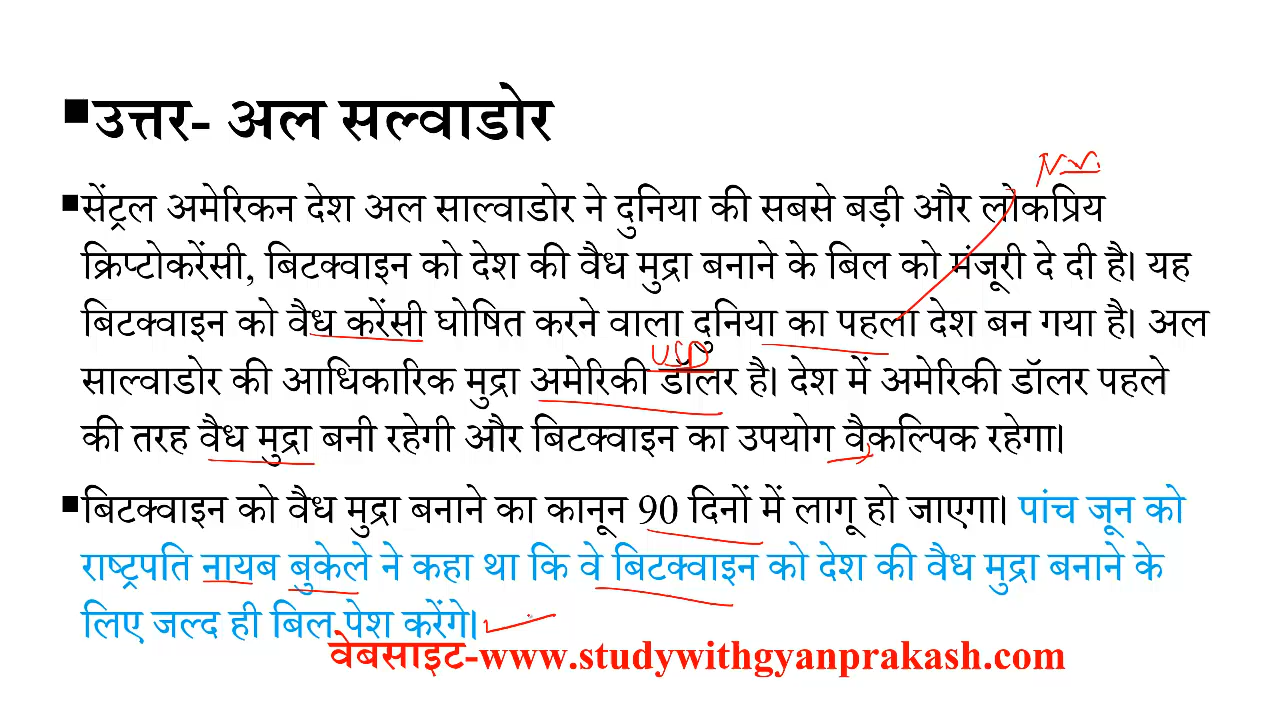 उत्तर- अल सल्वाडोर
सेंट्रल अमेरिकन देश अल साल्वाडोर ने दुनिया की सबसे बड़ी और लोकप्रिय
क्रिप्टोकरेंसी, बिटक्वाइन को देश की वैध मुद्रा बनाने के बिल को मंजूरी दे दी है। यह
बिटक्वाइन को वैध करेंसी घोषित करने वाला दुनिया का पहला देश बन गया है। अल
USD
साल्वाडोर की आधिकारिक मुद्रा अमेरिकी डॉलर है। देश में अमेरिकी डॉलर पहले
की तरह वैध मुद्रा बनी रहेगी और बिटक्वाइन का उपयोग वैकल्पिक रहेगा।
बिटक्वाइन को वैध मुद्रा बनाने का कानून 90 दिनों में लागू हो जाएगा। पांच जून को
राष्ट्रपति नायब बुकेले ने कहा था कि वे बिटक्वाइन को देश की वैध मुद्रा बनाने के
लिए जल्द ही बिल पेश करेंगे।
वेबसाइट-www.studywithgyanprakash.com